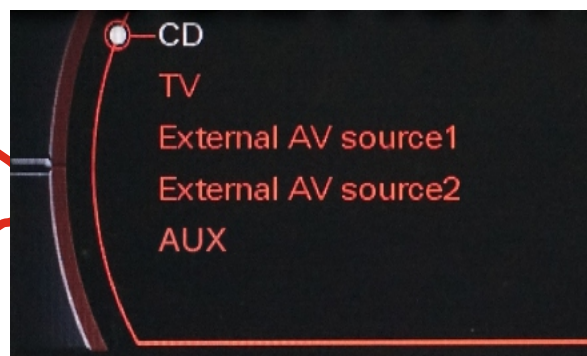 CD
TV
External AV source1
External AV source2
AUX